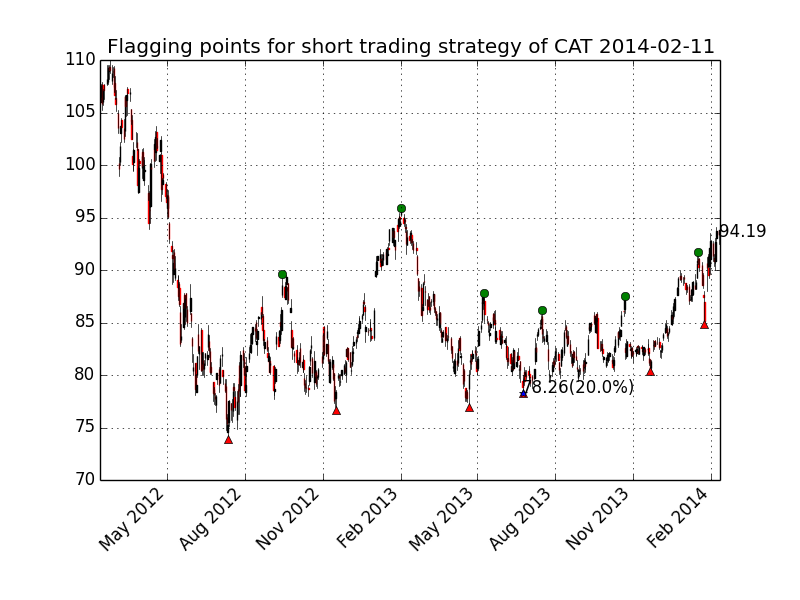 Flagging points for short trading strategy of CAT 2014-02-11
110
105
100
95
94.19
90
85
80
78.26(20.0%)
75
70
May 2012
Aug 2012
Nov 2012
Feb 2013
May 2013
Aug 2013
Nov 2013
Feb 2014